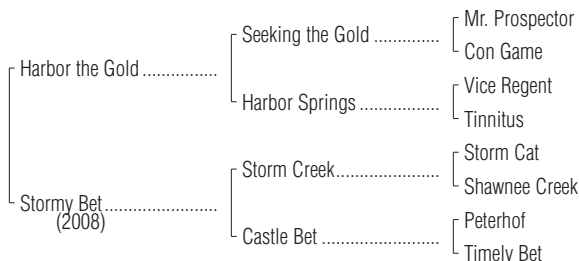 Mr. Prospector
Seeking the Gold ................
Con Game
Harbor the Gold ...............
Vice Regent
Harbor Springs ................
Tinnitus
Storm Cat
Storm Creek.....................
Shawnee Creek
Stormy Bet ......................
(2008)
Peterhof
Castle Bet ........................
Timely Bet